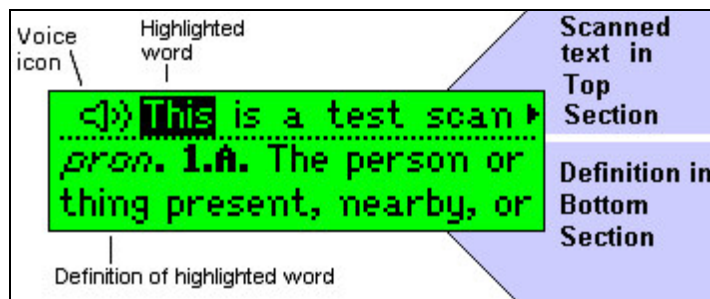 Voice
icon
Highlighted
word
This is a test scan
pron. 1.A. The person or
thing present, nearby, or
Definition of highlighted word
Scanned
text in
Top
Section
Definition in
Bottom
Section